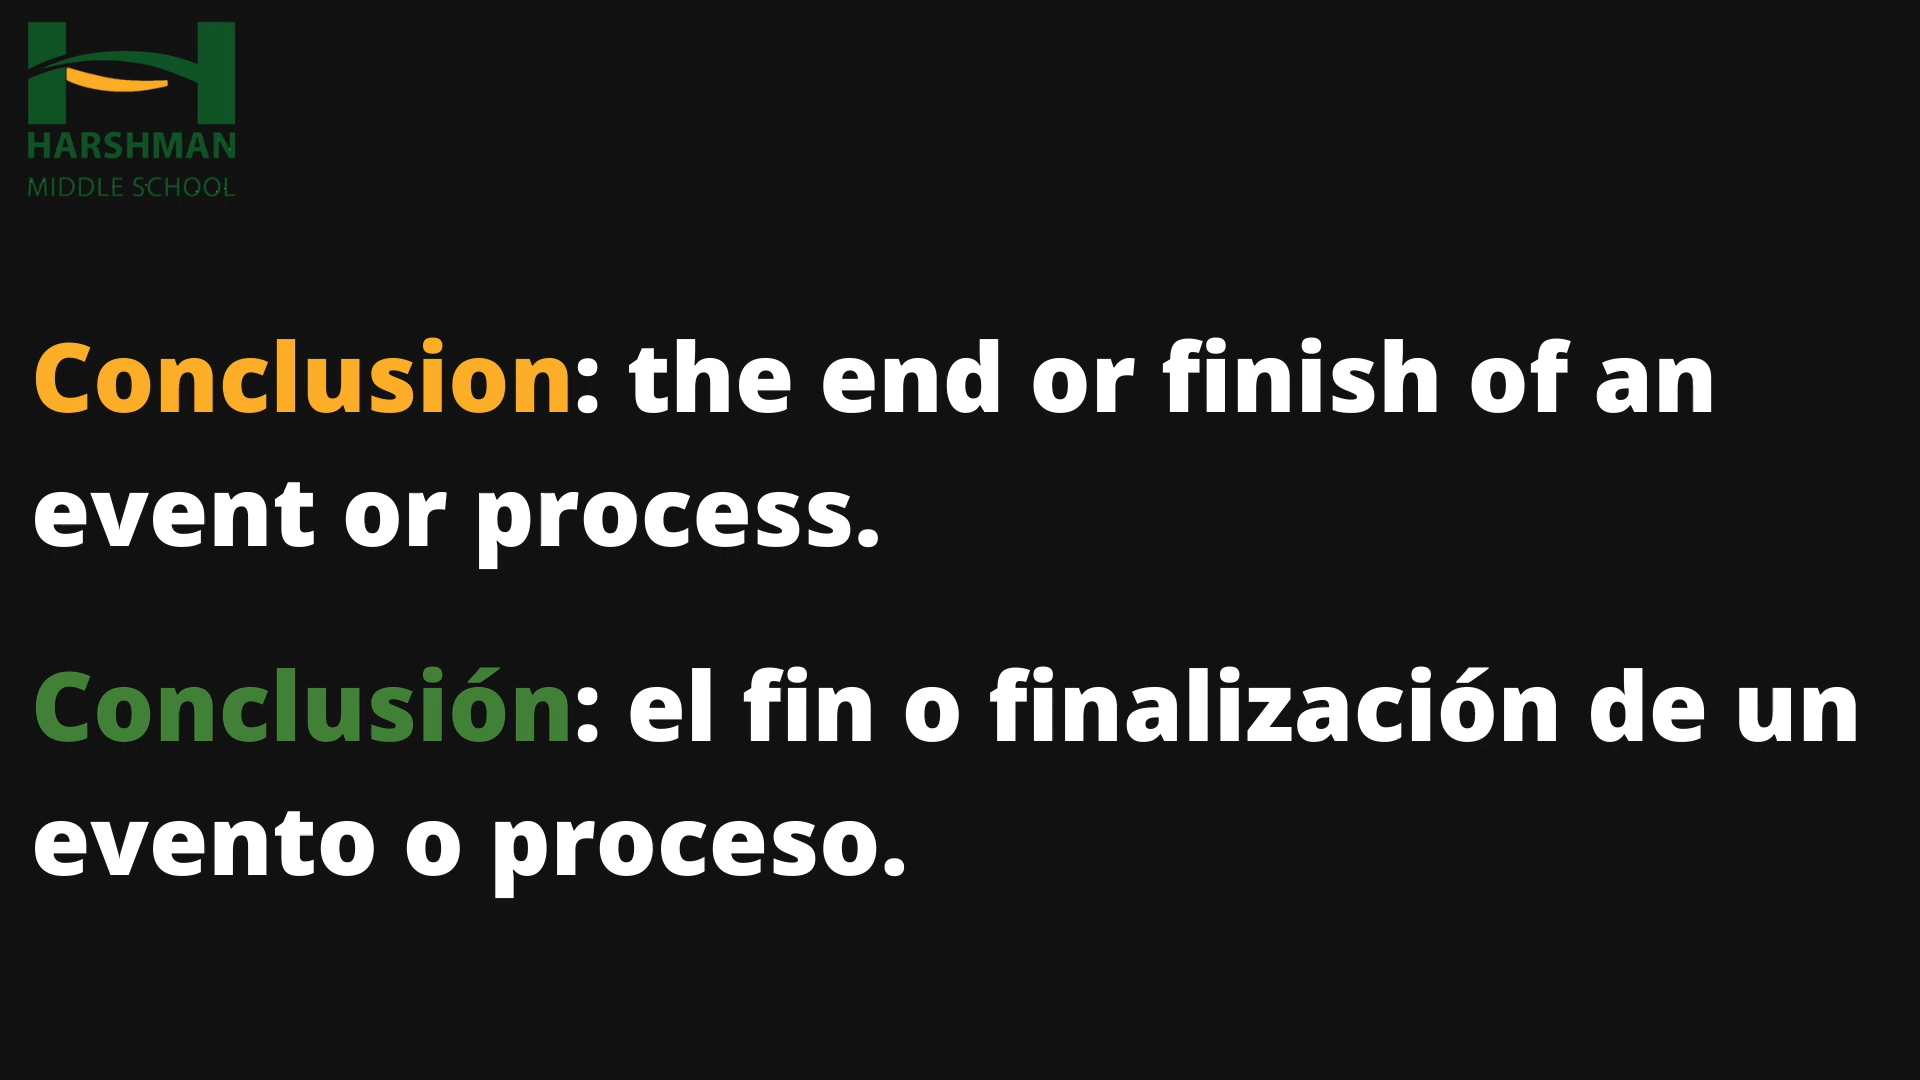 HARSHMAN
MIDDLE SCHOOL
Conclusion: the end or finish of an
event or process.
Conclusión: el fin o finalización de un
evento o proceso.